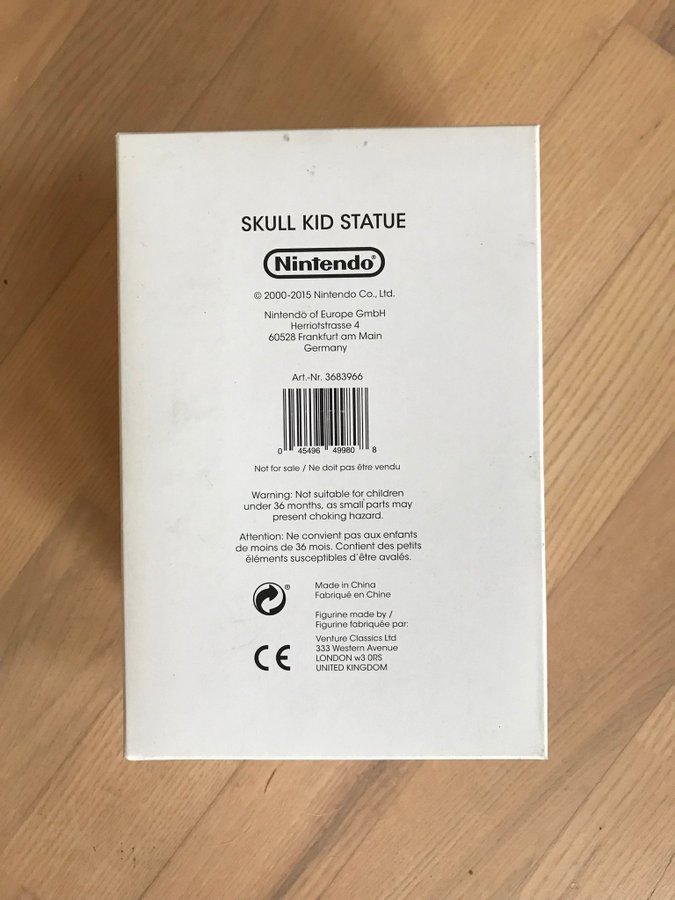 SKULL KID STATUE
Nintendo®
© 2000-2015 Nintendo Co., Ltd.
Nintendo of Europe GmbH
Herriotstrasse 4
60528 Frankfurt am Main
Germany
Art.-Nr. 3683966
0 45496 49980 8
Not for sale / Ne doit pas être vendu
Warning: Not suitable for children
under 36 months, as small parts may
present choking hazard.
Attention: Ne convient pas aux enfants
de moins de 36 mois. Contient des petits
éléments susceptibles d'être avalés.
®
Made in China
Fabriqué en Chine
Figurine made by /
Figurine fabriquée par:
CE
Venture Classics Ltd
333 Western Avenue
LONDON w3 0RS
UNITED KINGDOM